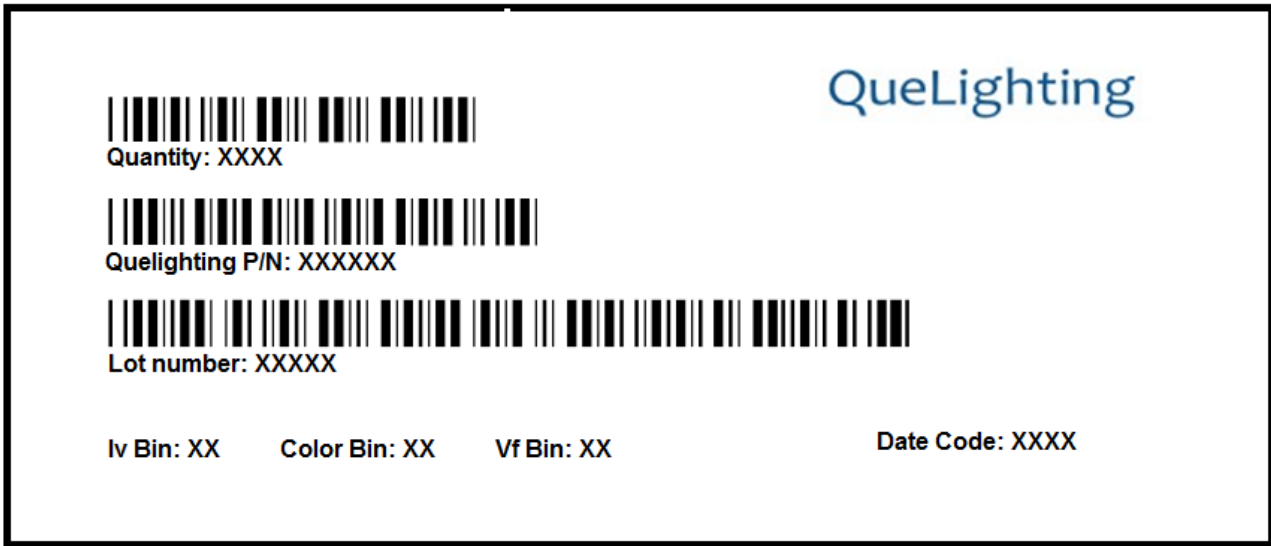 QueLighting
Quantity: XXXX
Quelighting P/N: XXXXXX
Lot number: XXXXX
Iv Bin: XX Color Bin: XX Vf Bin: XX Date Code: XXXX